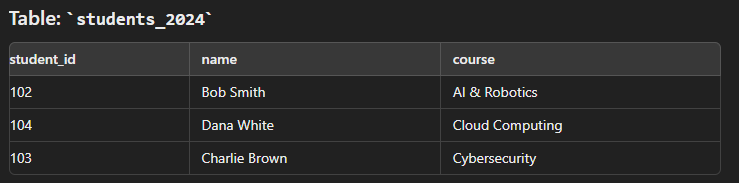 Table: `students_2024`
student_id name course
102 Bob Smith AI & Robotics
104 Dana White Cloud Computing
103 Charlie Brown Cybersecurity